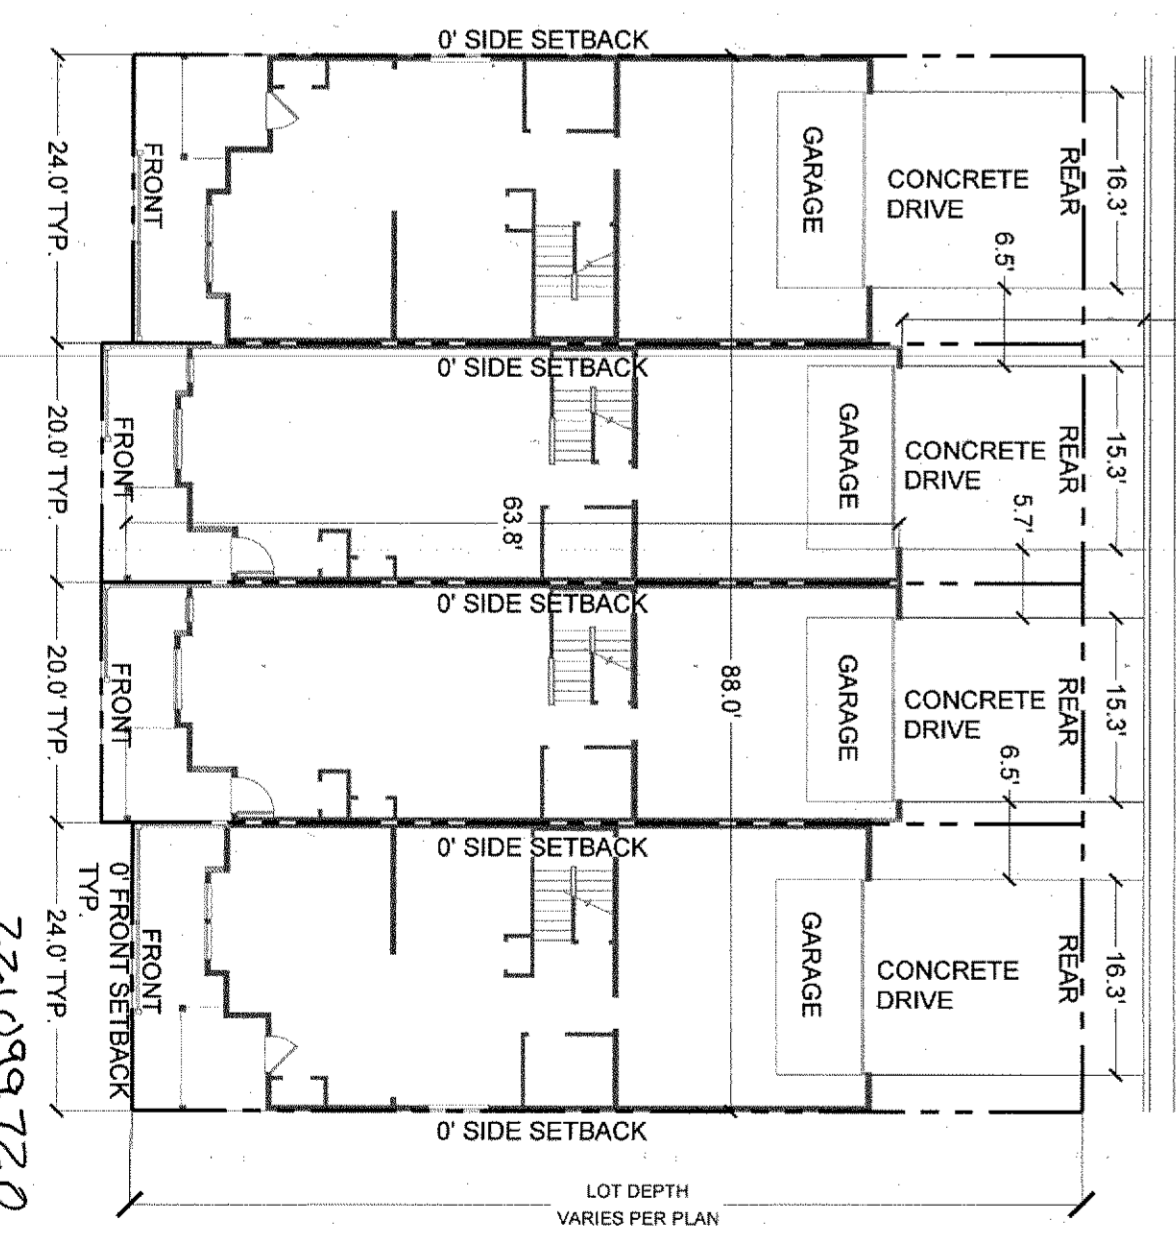 0' SIDE SETBACK
24.0' TYP.
FRONT
GARAGE
CONCRETE
DRIVE
REAR
16.3'
6.5'
0' SIDE SETBACK
20.0' TYP.
FRONT
63.8'
GARAGE
CONCRETE
DRIVE
REAR
15.3'
5.7'
0' SIDE SETBACK
20.0' TYP.
FRONT
88.0'
GARAGE
CONCRETE
DRIVE
REAR
15.3'
6.5'
0' SIDE SETBACK
0' FRONT SETBACK
TYP.
24.0' TYP.
FRONT
GARAGE
CONCRETE
DRIVE
REAR
16.3'
0' SIDE SETBACK
LOT DEPTH
VARIES PER PLAN